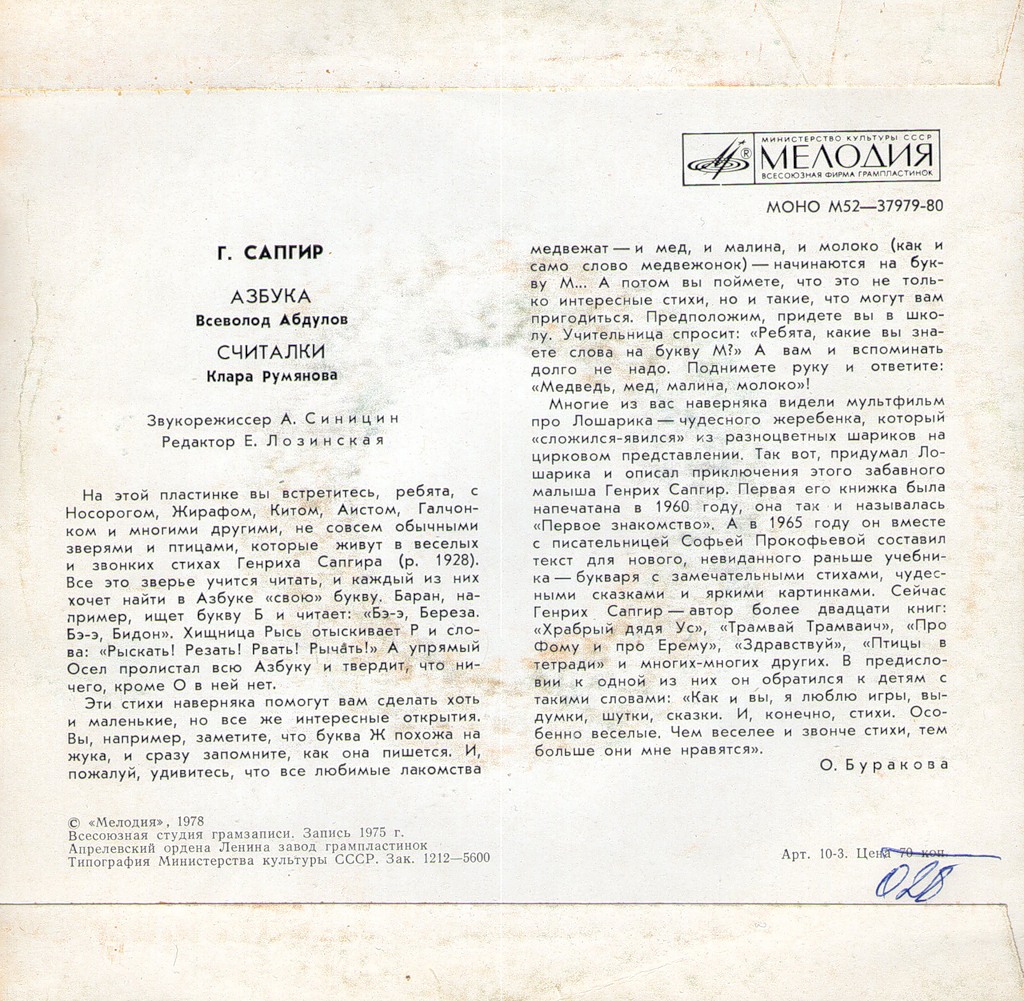 МИНИСТЕРСТВО КУЛЬТУРЫ СССР
МЕЛОДИЯ
ВСЕСОЮЗНАЯ ФИРМА ГРАМПЛАСТИНОК
МОНО М52—37979-80
Г. САПГИР
АЗБУКА
Всеволод Абдулов
СЧИТАЛКИ
Клара Румянова
Звукорежиссер А. Синицин
Редактор Е. Лозинская
На этой пластинке вы встретитесь, ребята, с
Носорогом, Жирафом, Китом, Аистом, Галчон-
ком и многими другими, не совсем обычными
зверями и птицами, которые живут в веселых
и звонких стихах Генриха Сапгира (р. 1928).
Все это зверье учится читать, и каждый из них
хочет найти в Азбуке «свою» букву. Баран, на-
пример, ищет букву Б и читает: «Бэ-э, Береза.
Бэ-э, Бидон». Хищница Рысь отыскивает Р и сло-
ва: «Рыскать! Резать! Рвать! Рычать!» А упрямый
Осел пролистал всю Азбуку и твердит, что ни-
чего, кроме О в ней нет.
Эти стихи наверняка помогут вам сделать хоть
и маленькие, но все же интересные открытия.
Вы, например, заметите, что буква Ж похожа на
жука, и сразу запомните, как она пишется. И,
пожалуй, удивитесь, что все любимые лакомства
медвежат — и мед, и малина, и молоко (как и
само слово медвежонок) — начинаются на бук-
ву М... А потом вы поймете, что это не толь-
ко интересные стихи, но и такие, что могут вам
пригодиться. Предположим, придете вы в шко-
лу. Учительница спросит: «Ребята, какие вы зна-
ете слова на букву М?» А вам и вспоминать
долго не надо. Поднимете руку и ответите:
«Медведь, мед, малина, молоко»!
Многие из вас наверняка видели мультфильм
про Лошарика — чудесного жеребенка, который
«сложился-явился» из разноцветных шариков на
цирковом представлении. Так вот, придумал Ло-
шарика и описал приключения этого забавного
малыша Генрих Сапгир. Первая его книжка была
напечатана в 1960 году, она так и называлась
«Первое знакомство». А в 1965 году он вместе
с писательницей Софьей Прокофьевой составил
текст для нового, невиданного раньше учебни-
ка — букваря с замечательными стихами, чудес-
ными сказками и яркими картинками. Сейчас
Генрих Сапгир — автор более двадцати книг:
«Храбрый дядя Ус», «Трамвай Трамваич», «Про
Фому и про Ерему», «Здравствуй», «Птицы в
тетради» и многих-многих других. В предисло-
вии к одной из них он обратился к детям с
такими словами: «Как и вы, я люблю игры, вы-
думки, шутки, сказки. И, конечно, стихи. Осо-
бенно веселые. Чем веселее и звонче стихи, тем
больше они мне нравятся».
О. Буракова
© «Мелодия», 1978
Всесоюзная студия грамзаписи. Запись 1975 г.
Апрелевский ордена Ленина завод грампластинок
Типография Министерства культуры СССР. Зак. 1212—5600
Арт. 10-3. Цена 70 коп.
028